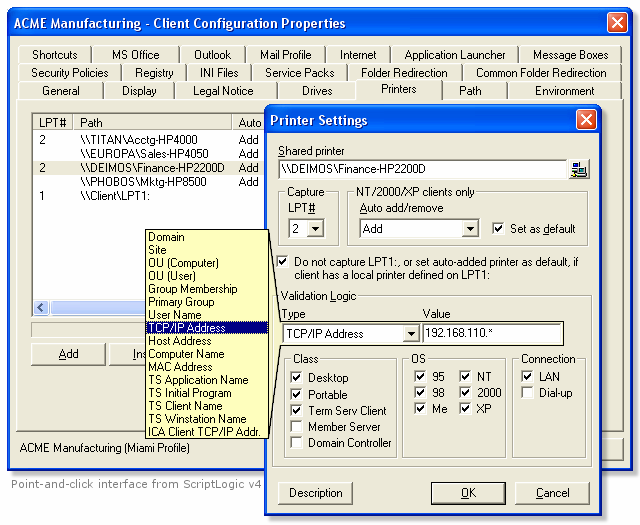 ACME Manufacturing - Client Configuration Properties
Shortcuts MS Office Outlook Mail Profile Internet Application Launcher Message Boxes
Security Policies Registry INI Files Service Packs Folder Redirection Common Folder Redirection
General Display Legal Notice Drives Printers Path Environment
LPT# Path Auto
2 \\TITAN\Acctg-HP4000 Add
\\EUROPA\Sales-HP4050 Add
2 \\DEIMOS\Finance-HP2200D Add
\\PHOBOS\Mktg-HP8500 Add
1 \\Client\LPT1:
Add
ACME Manufacturing (Miami Profile)
Domain
Site
OU (Computer)
OU (User)
Group Membership
Primary Group
User Name
TCP/IP Address
Host Address
Computer Name
MAC Address
TS Application Name
TS Initial Program
TS Client Name
TS Winstation Name
ICA Client TCP/IP Addr.
Printer Settings
Shared printer
\\DEIMOS\Finance-HP2200D
Capture NT/2000/XP clients only
LPT# Auto add/remove
2 Add Set as default
Do not capture LPT1:, or set auto-added printer as default, if
client has a local printer defined on LPT1:
Validation Logic
Type Value
TCP/IP Address 192.168.110.*
Class OS Connection
Desktop 95 NT LAN
Portable 98 2000 Dial-up
Term Serv Client Me XP
Member Server
Domain Controller
Description OK Cancel
Point-and-click interface from ScriptLogic v4